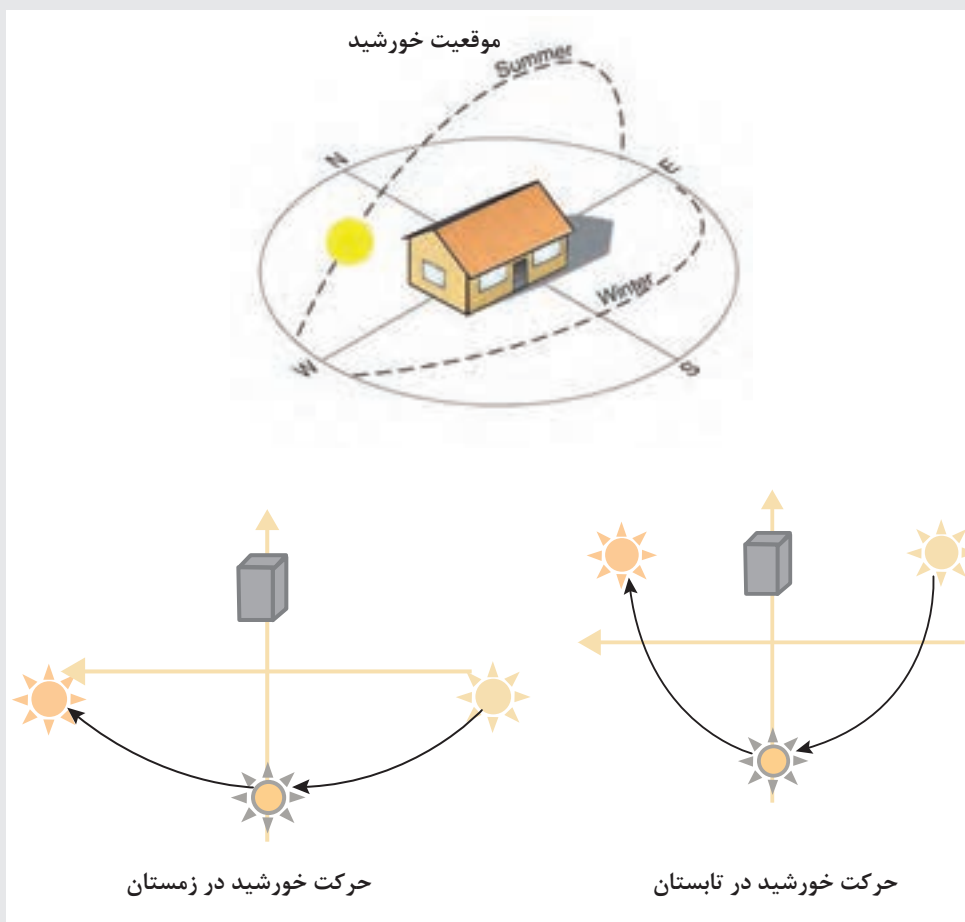 موقعیت خورشید
Summer
N
E
Winter
W
S
حرکت خورشید در تابستان
حرکت خورشید در زمستان